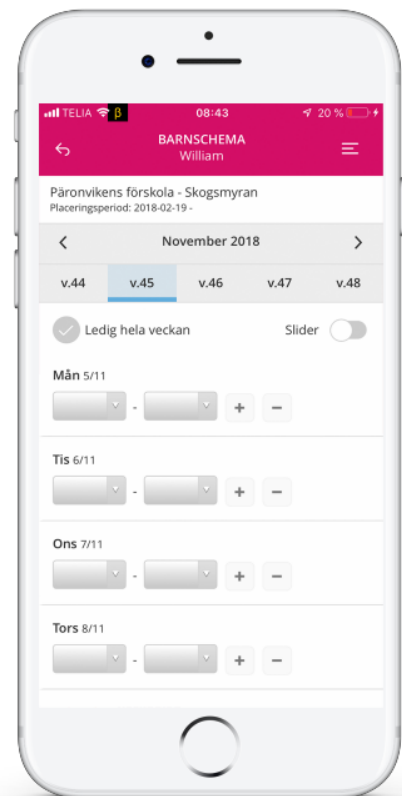 TELIA β 08:43 20 %
BARNSCHEMA
William
Päronvikens förskola - Skogsmyran
Placeringsperiod: 2018-02-19 -
November 2018
v.44 v.45 v.46 v.47 v.48
Ledig hela veckan Slider
Mån 5/11
- + −
Tis 6/11
- + −
Ons 7/11
- + −
Tors 8/11
- + −